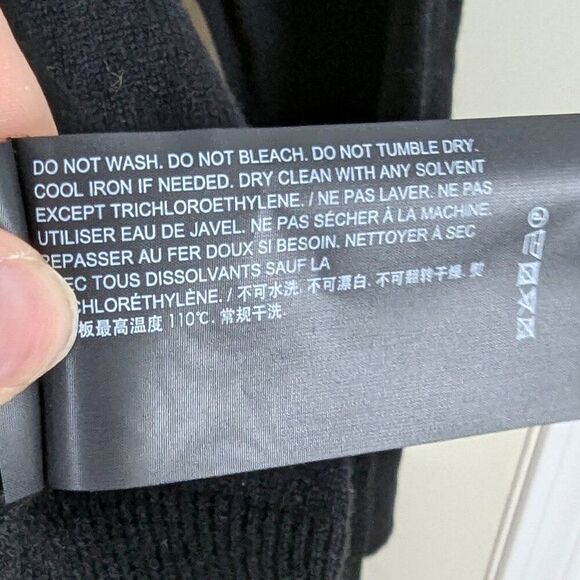 DO NOT WASH. DO NOT BLEACH. DO NOT TUMBLE DRY.
COOL IRON IF NEEDED. DRY CLEAN WITH ANY SOLVENT
EXCEPT TRICHLOROETHYLENE. / NE PAS LAVER. NE PAS
UTILISER EAU DE JAVEL. NE PAS SÉCHER À LA MACHINE.
REPASSER AU FER DOUX SI BESOIN. NETTOYER À SEC
EC TOUS DISSOLVANTS SAUF LA
CHLORÉTHYLÈNE. / 不可水洗. 不可漂白. 不可翻转干燥. 熨
板最高温度 110℃. 常规干洗.